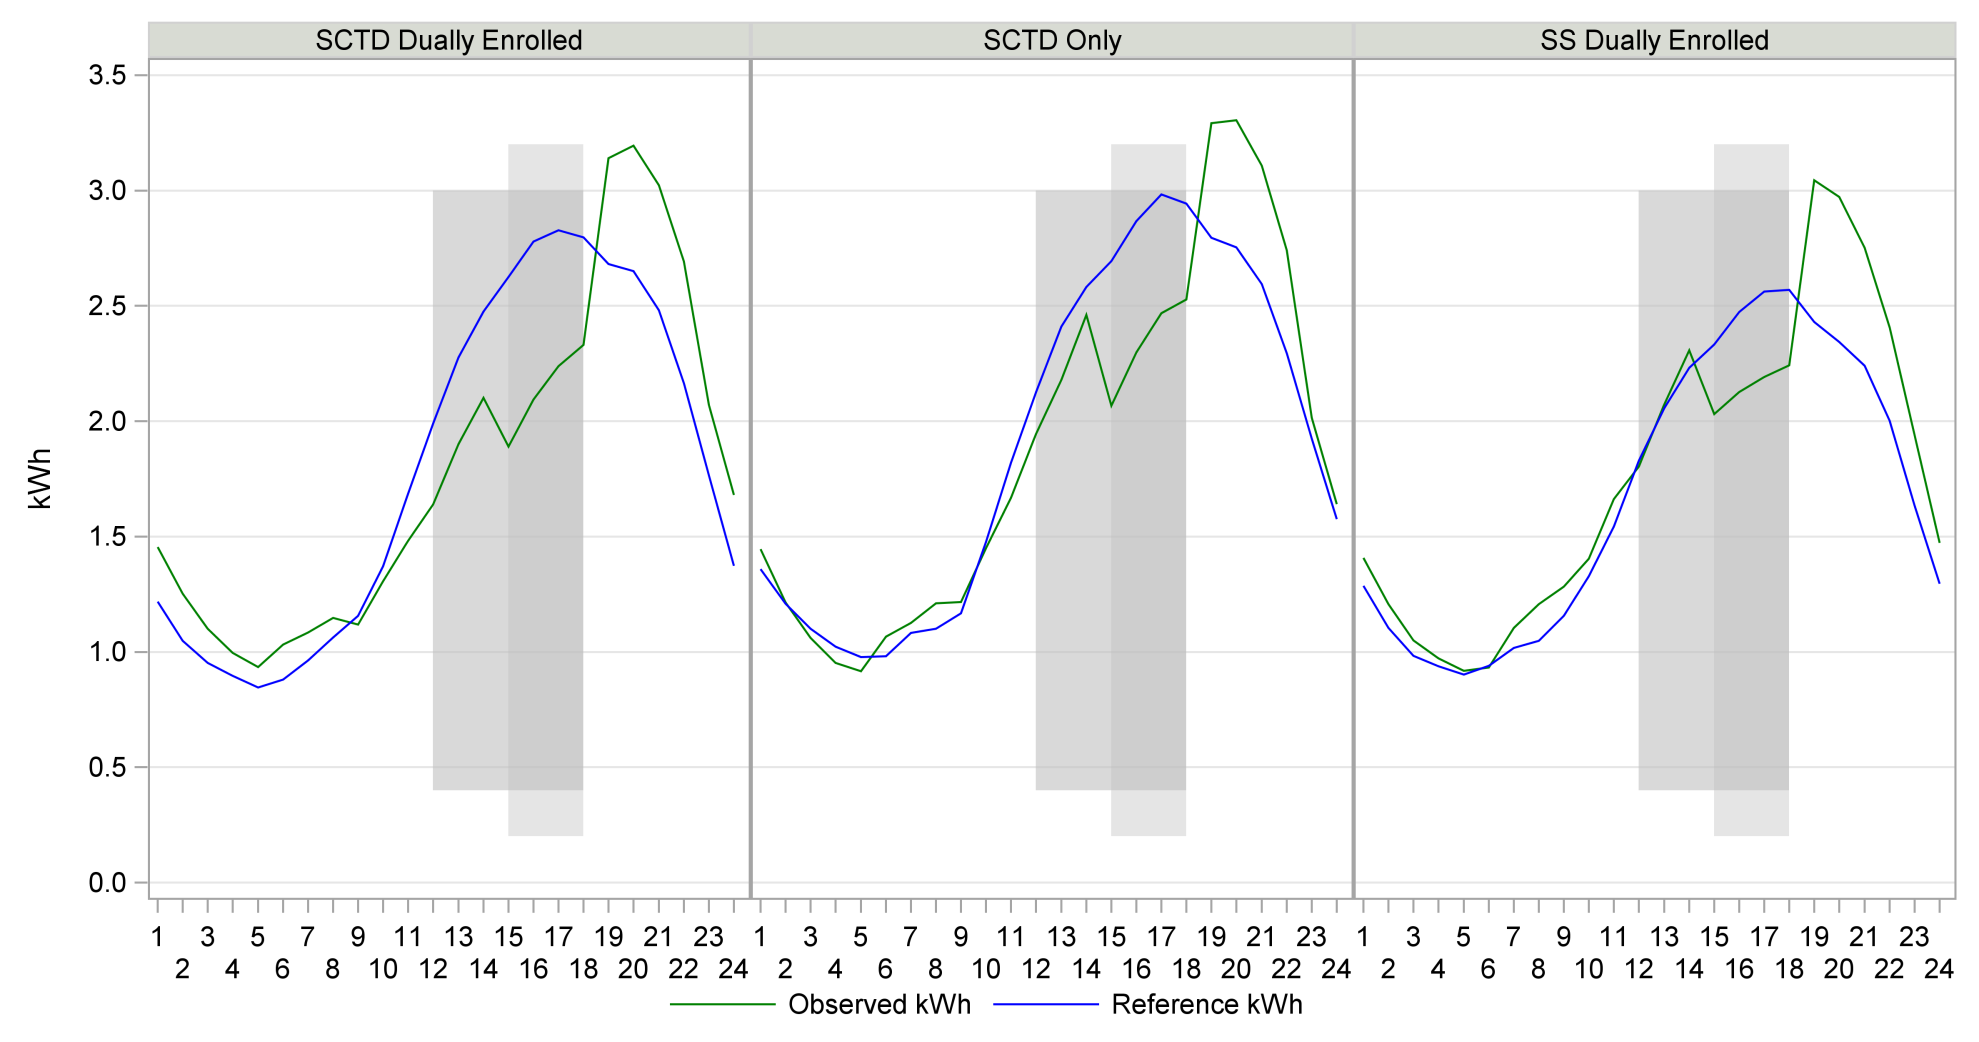 SCTD Dually Enrolled
SCTD Only
SS Dually Enrolled
3.5
3.0
2.5
2.0
1.5
1.0
0.5
0.0
kWh
1 3 5 7 9 11 13 15 17 19 21 23 1 3 5 7 9 11 13 15 17 19 21 23 1 3 5 7 9 11 13 15 17 19 21 23
2 4 6 8 10 12 14 16 18 20 22 24 2 4 6 8 10 12 14 16 18 20 22 24 2 4 6 8 10 12 14 16 18 20 22 24
Observed kWh Reference kWh